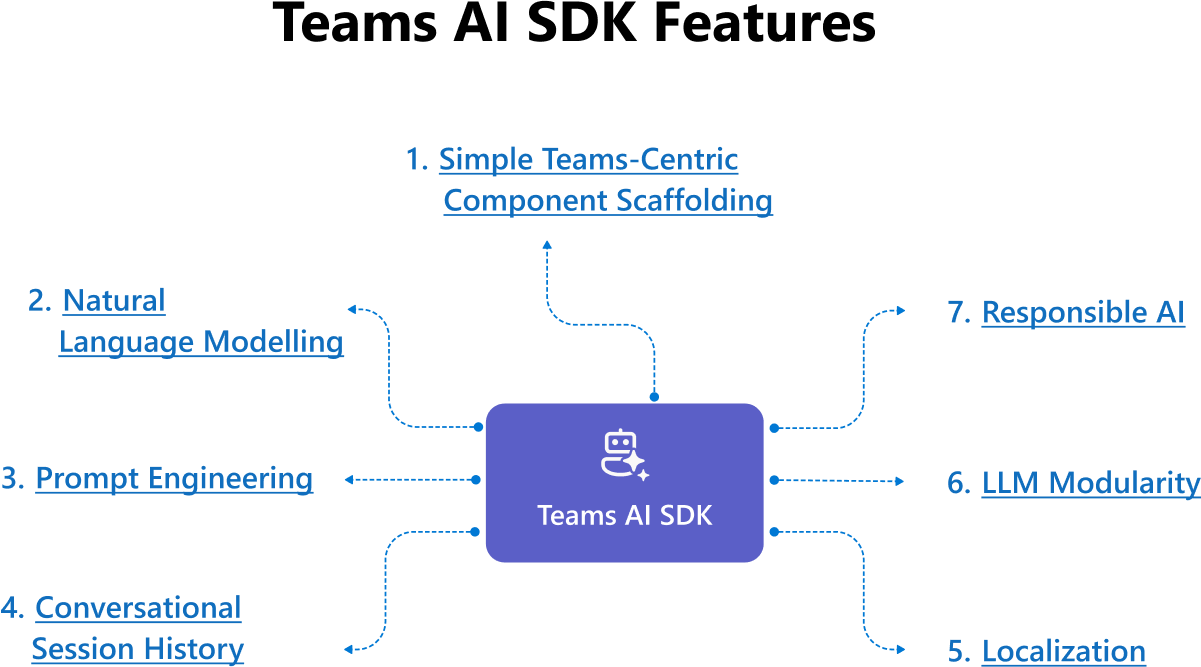 Teams AI SDK Features
1. Simple Teams-Centric
Component Scaffolding
2. Natural
Language Modelling
7. Responsible AI
3. Prompt Engineering
6. LLM Modularity
Teams AI SDK
4. Conversational
Session History
5. Localization